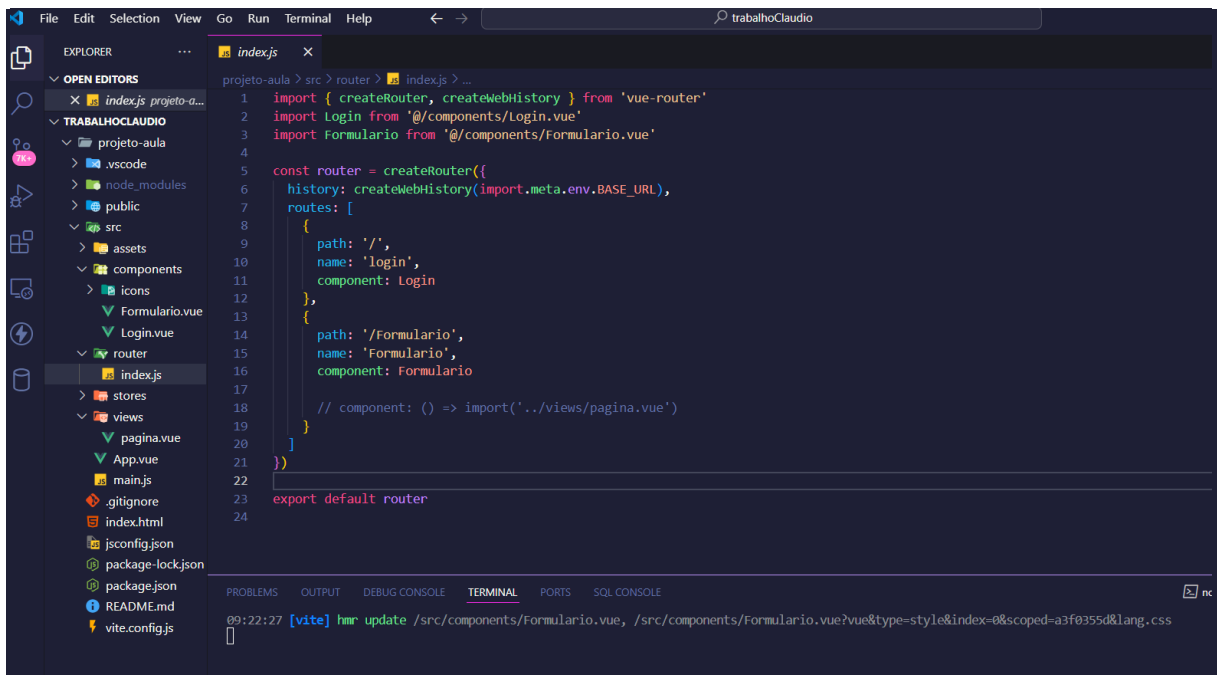 File Edit Selection View Go Run Terminal Help ← → trabalhoClaudio
EXPLORER ...
OPEN EDITORS
index.js projeto-a...
TRABALHOCLAUDIO
projeto-aula
.vscode
node_modules
public
src
assets
components
icons
Formulario.vue
Login.vue
router
index.js
stores
views
pagina.vue
App.vue
main.js
.gitignore
index.html
jsconfig.json
package-lock.json
package.json
README.md
vite.config.js
7K+
index.js
projeto-aula > src > router > index.js > ...
1 import { createRouter, createWebHistory } from 'vue-router'
2 import Login from '@/components/Login.vue'
3 import Formulario from '@/components/Formulario.vue'
4
5 const router = createRouter({
6 history: createWebHistory(import.meta.env.BASE_URL),
7 routes: [
8 {
9 path: '/',
10 name: 'login',
11 component: Login
12 },
13 {
14 path: '/Formulario',
15 name: 'Formulario',
16 component: Formulario
17
18 // component: () => import('../views/pagina.vue')
19 }
20 ]
21 })
22
23 export default router
24
PROBLEMS OUTPUT DEBUG CONSOLE TERMINAL PORTS SQL CONSOLE
09:22:27 [vite] hmr update /src/components/Formulario.vue, /src/components/Formulario.vue?vue&type=style&index=0&scoped=a3f0355d&lang.css